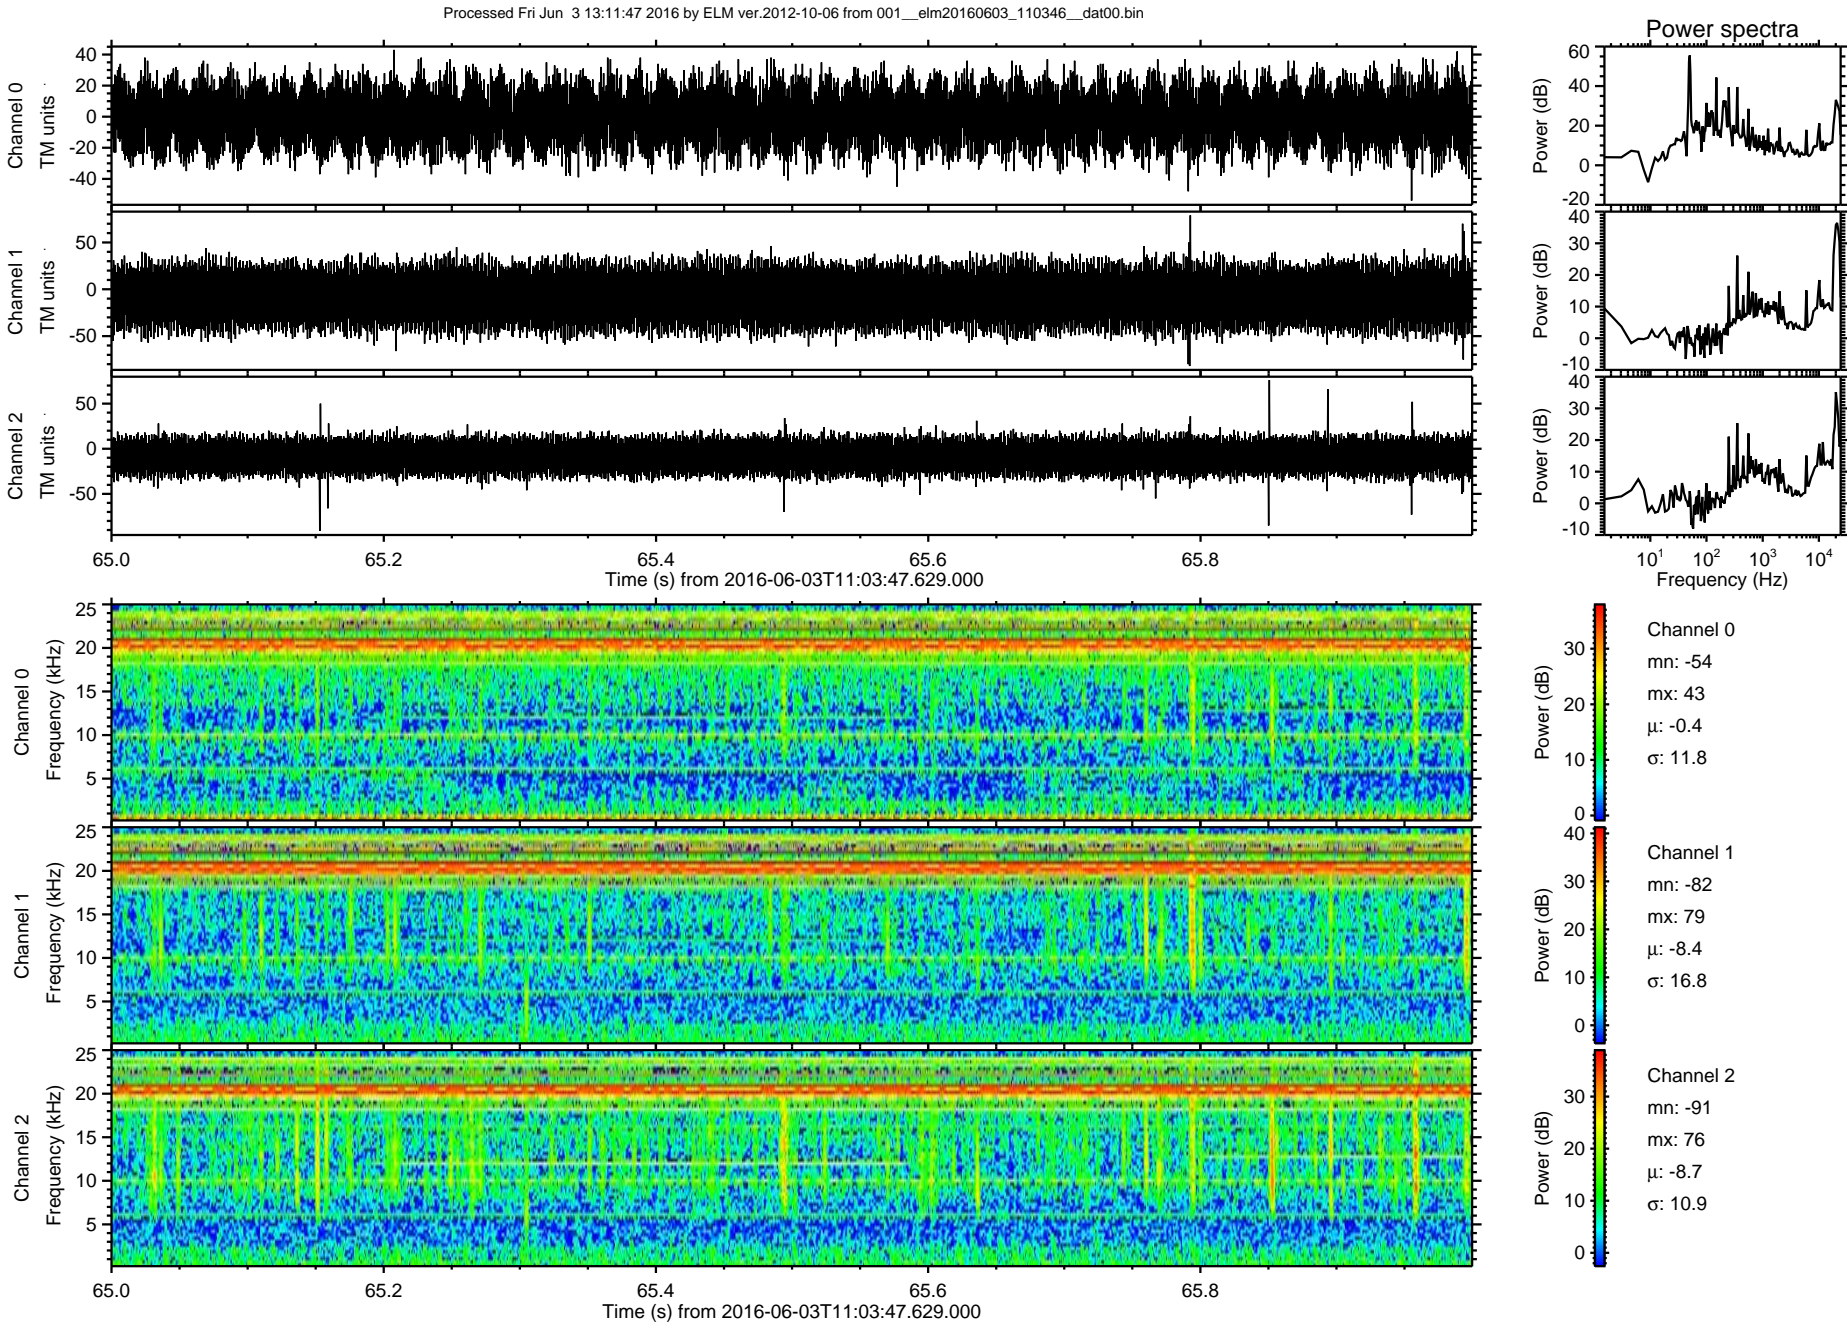 Processed Fri Jun  3 13:11:47 2016 by ELM ver.2012-10-06 from 001__elm20160603_110346__dat00.bin
Power spectra
Channel 0
TM units
40
20
0
-20
-40
Power (dB)
60
40
20
0
-20
Channel 1
TM units
50
0
-50
Power (dB)
40
30
20
10
0
-10
Channel 2
TM units
50
0
-50
Power (dB)
40
30
20
10
0
-10
65.0 65.2 65.4 65.6 65.8
Time (s) from 2016-06-03T11:03:47.629.000
10^1 10^2 10^3 10^4
Frequency (Hz)
Channel 0
Frequency (kHz)
25
20
15
10
5
Power (dB)
30
20
10
0
Channel 0
mn: -54
mx: 43
μ: -0.4
σ: 11.8
Channel 1
Frequency (kHz)
25
20
15
10
5
Power (dB)
40
30
20
10
0
Channel 1
mn: -82
mx: 79
μ: -8.4
σ: 16.8
Channel 2
Frequency (kHz)
25
20
15
10
5
Power (dB)
30
20
10
0
Channel 2
mn: -91
mx: 76
μ: -8.7
σ: 10.9
65.0 65.2 65.4 65.6 65.8
Time (s) from 2016-06-03T11:03:47.629.000